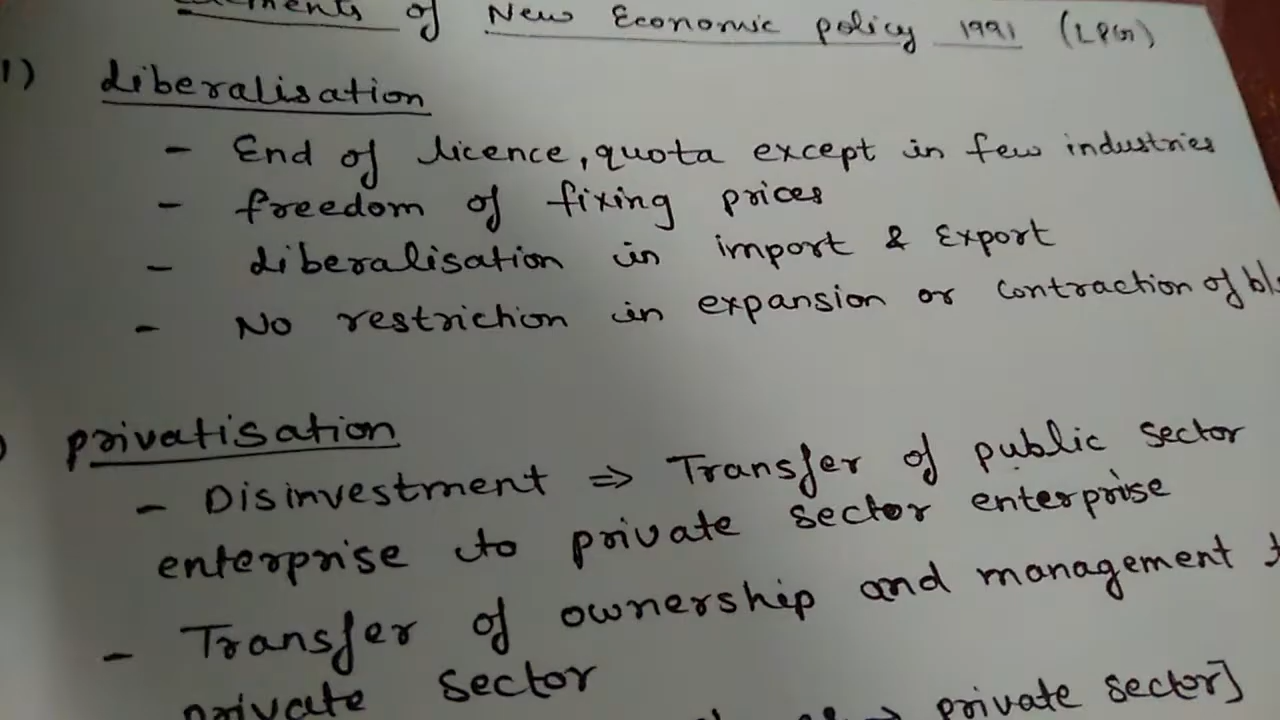 of New Economic policy 1991 (LPG)
1) Liberalisation
- End of licence, quota except in few industries
- freedom of fixing prices
- Liberalisation in import & Export
- No restriction in expansion or contraction of b/s
privatisation
- Disinvestment ⇒ Transfer of public sector
enterprise to private sector enterprise
- Transfer of ownership and management
private sector
→ private sector]